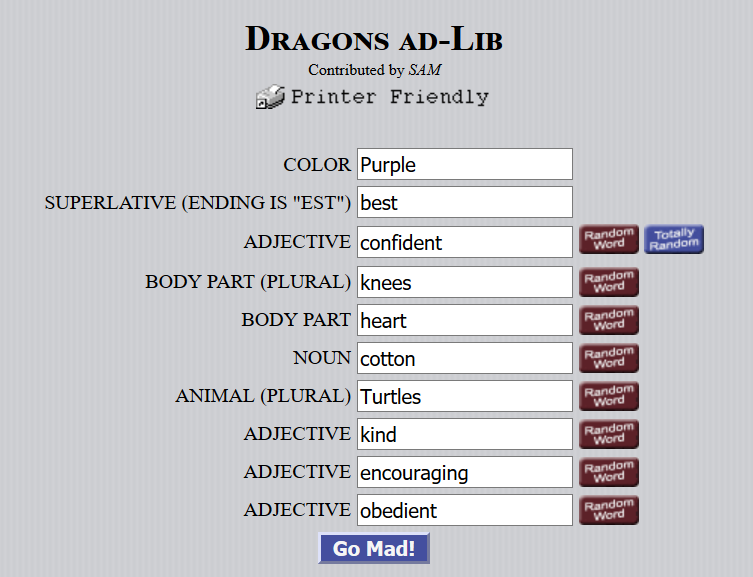 DRAGONS AD-LIB
Contributed by SAM
Printer Friendly
COLOR Purple
SUPERLATIVE (ENDING IS "EST") best
ADJECTIVE confident Random Word Totally Random
BODY PART (PLURAL) knees Random Word
BODY PART heart Random Word
NOUN cotton Random Word
ANIMAL (PLURAL) Turtles Random Word
ADJECTIVE kind Random Word
ADJECTIVE encouraging Random Word
ADJECTIVE obedient Random Word
Go Mad!